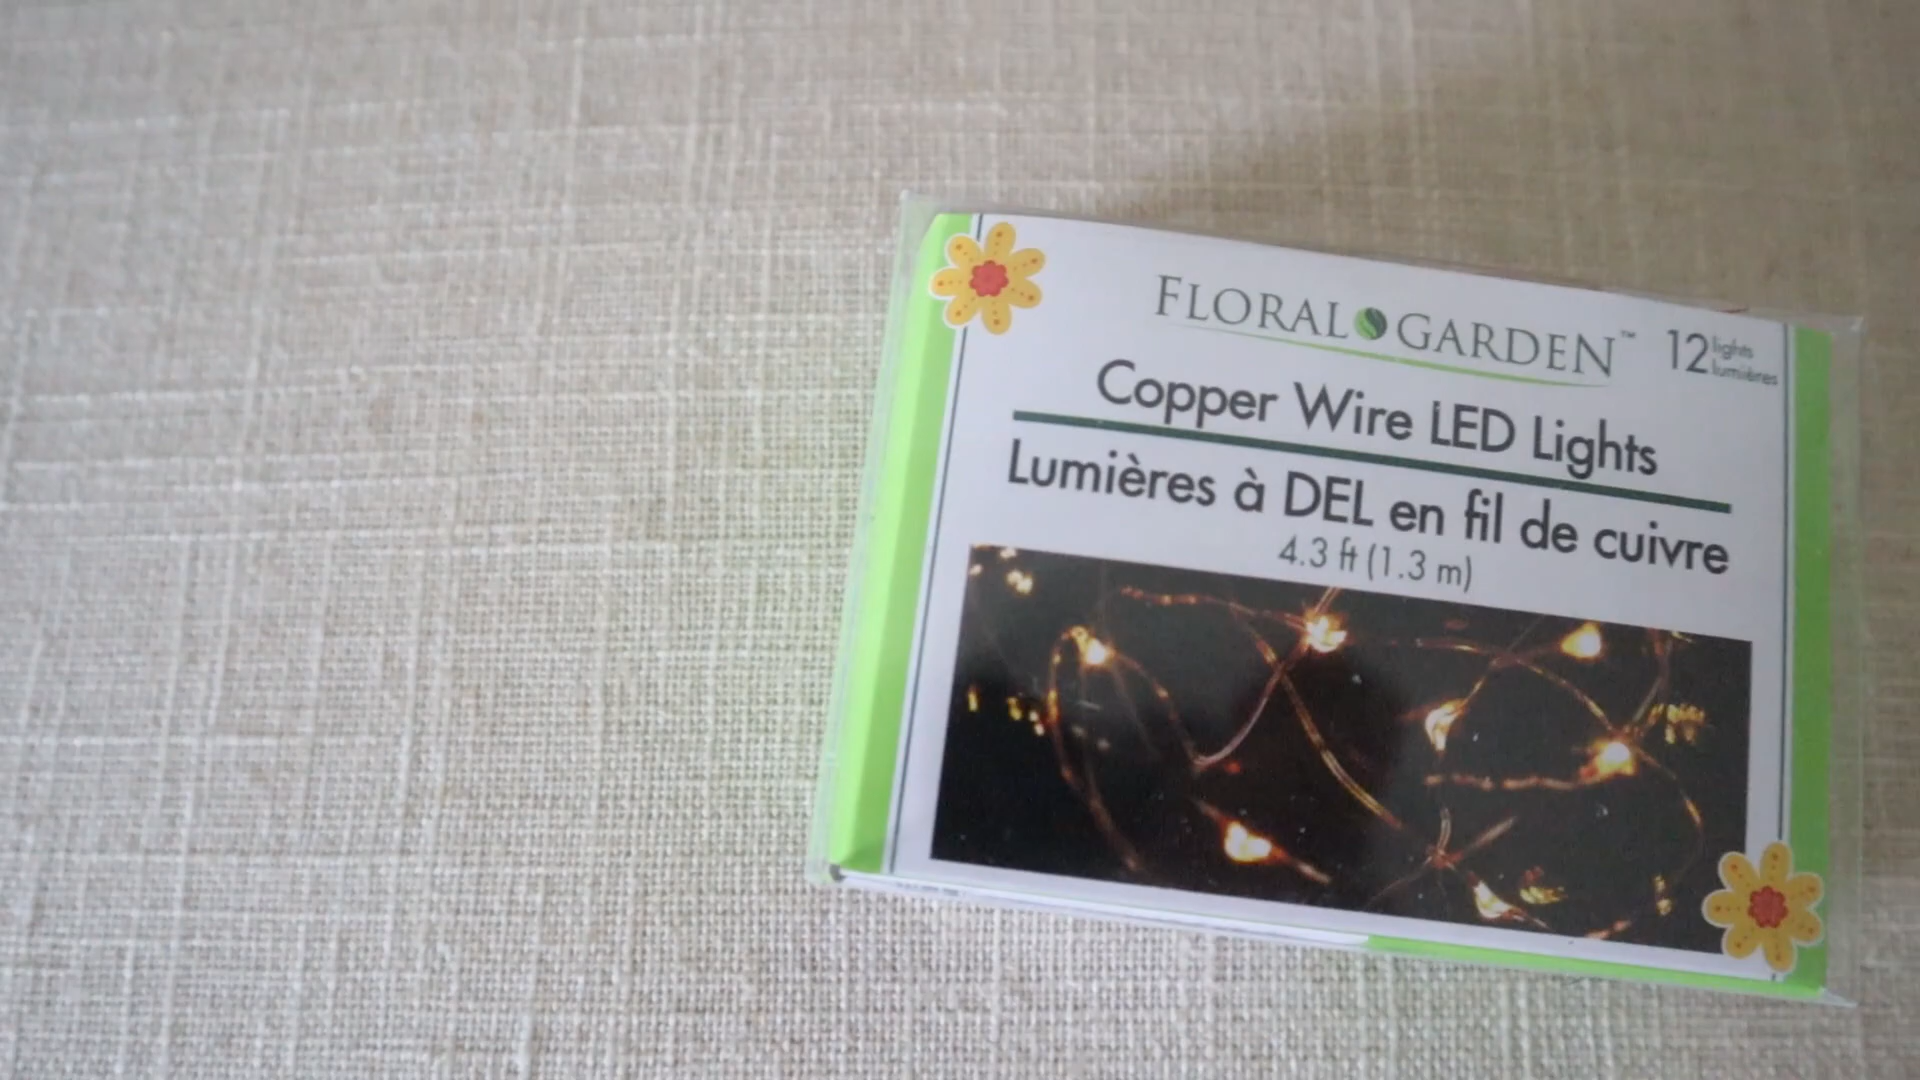 FLORAL GARDEN™
12 lights
lumières
Copper Wire LED Lights
Lumières à DEL en fil de cuivre
4.3 ft (1.3 m)